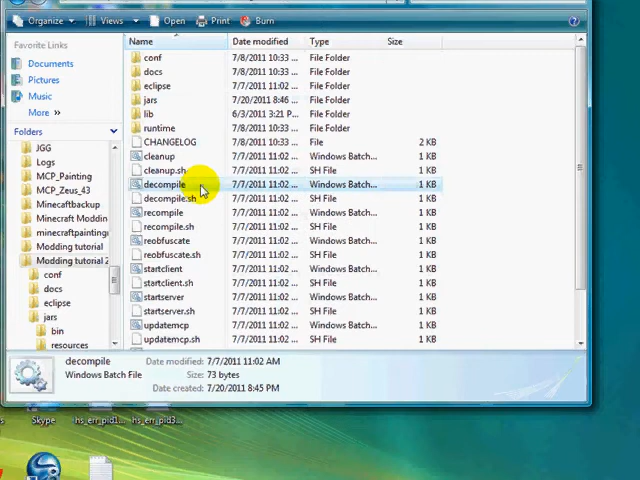 Organize Views Open Print Burn
Favorite Links
Documents
Pictures
Music
More »
Folders
JGG
Logs
MC_Painting
MCP_Zeus_43
Minecraftbackup
Minecraft Modding
minecraftpainting
Modding tutorial
Modding tutorial 2
conf
docs
eclipse
jars
bin
resources
Name Date modified Type Size
conf 7/8/2011 10:33 ... File Folder
docs 7/8/2011 10:33 ... File Folder
eclipse 7/7/2011 11:02 ... File Folder
jars 7/20/2011 8:46 ... File Folder
lib 6/3/2011 3:21 P... File Folder
runtime 7/8/2011 10:33 ... File Folder
CHANGELOG 7/8/2011 10:33 ... File 2 KB
cleanup 7/7/2011 11:02 ... Windows Batch... 1 KB
cleanup.sh 7/7/2011 11:02 ... SH File 1 KB
decompile 7/7/2011 11:02 ... Windows Batch... 1 KB
decompile.sh 7/7/2011 11:02 ... SH File 1 KB
recompile 7/7/2011 11:02 ... Windows Batch... 1 KB
recompile.sh 7/7/2011 11:02 ... SH File 1 KB
reobfuscate 7/7/2011 11:02 ... Windows Batch... 1 KB
reobfuscate.sh 7/7/2011 11:02 ... SH File 1 KB
startclient 7/7/2011 11:02 ... Windows Batch... 1 KB
startclient.sh 7/7/2011 11:02 ... SH File 1 KB
startserver 7/7/2011 11:02 ... Windows Batch... 1 KB
startserver.sh 7/7/2011 11:02 ... SH File 1 KB
updatemcp 7/7/2011 11:02 ... Windows Batch... 1 KB
updatemcp.sh 7/7/2011 11:02 ... SH File 1 KB
decompile Date modified: 7/7/2011 11:02 AM
Windows Batch File Size: 73 bytes
Date created: 7/20/2011 8:45 PM
Skype hs_err_pid1... hs_err_pid3...